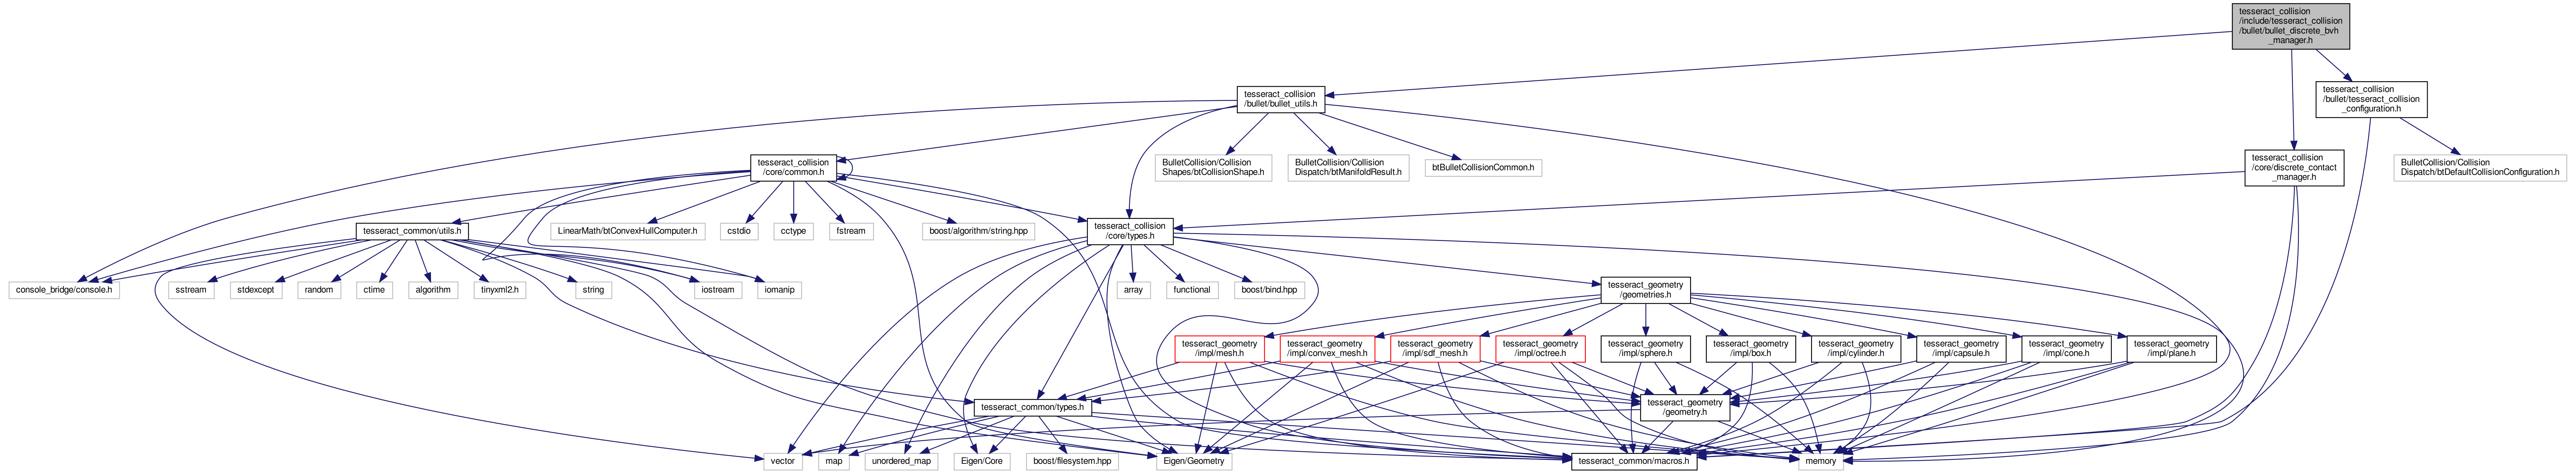 tesseract_collision
/include/tesseract_collision
/bullet/bullet_discrete_bvh
_manager.h
tesseract_collision
/bullet/bullet_utils.h
tesseract_collision
/bullet/tesseract_collision
_configuration.h
tesseract_collision
/core/common.h
BulletCollision/Collision
Shapes/btCollisionShape.h
BulletCollision/Collision
Dispatch/btManifoldResult.h
btBulletCollisionCommon.h
tesseract_collision
/core/discrete_contact
_manager.h
BulletCollision/Collision
Dispatch/btDefaultCollisionConfiguration.h
tesseract_common/utils.h
LinearMath/btConvexHullComputer.h
cstdio
cctype
fstream
boost/algorithm/string.hpp
tesseract_collision
/core/types.h
console_bridge/console.h
sstream
stdexcept
random
ctime
algorithm
tinyxml2.h
string
iostream
iomanip
array
functional
boost/bind.hpp
tesseract_geometry
/geometries.h
tesseract_geometry
/impl/mesh.h
tesseract_geometry
/impl/convex_mesh.h
tesseract_geometry
/impl/sdf_mesh.h
tesseract_geometry
/impl/octree.h
tesseract_geometry
/impl/sphere.h
tesseract_geometry
/impl/box.h
tesseract_geometry
/impl/cylinder.h
tesseract_geometry
/impl/capsule.h
tesseract_geometry
/impl/cone.h
tesseract_geometry
/impl/plane.h
tesseract_common/types.h
tesseract_geometry
/geometry.h
vector
map
unordered_map
Eigen/Core
boost/filesystem.hpp
Eigen/Geometry
tesseract_common/macros.h
memory